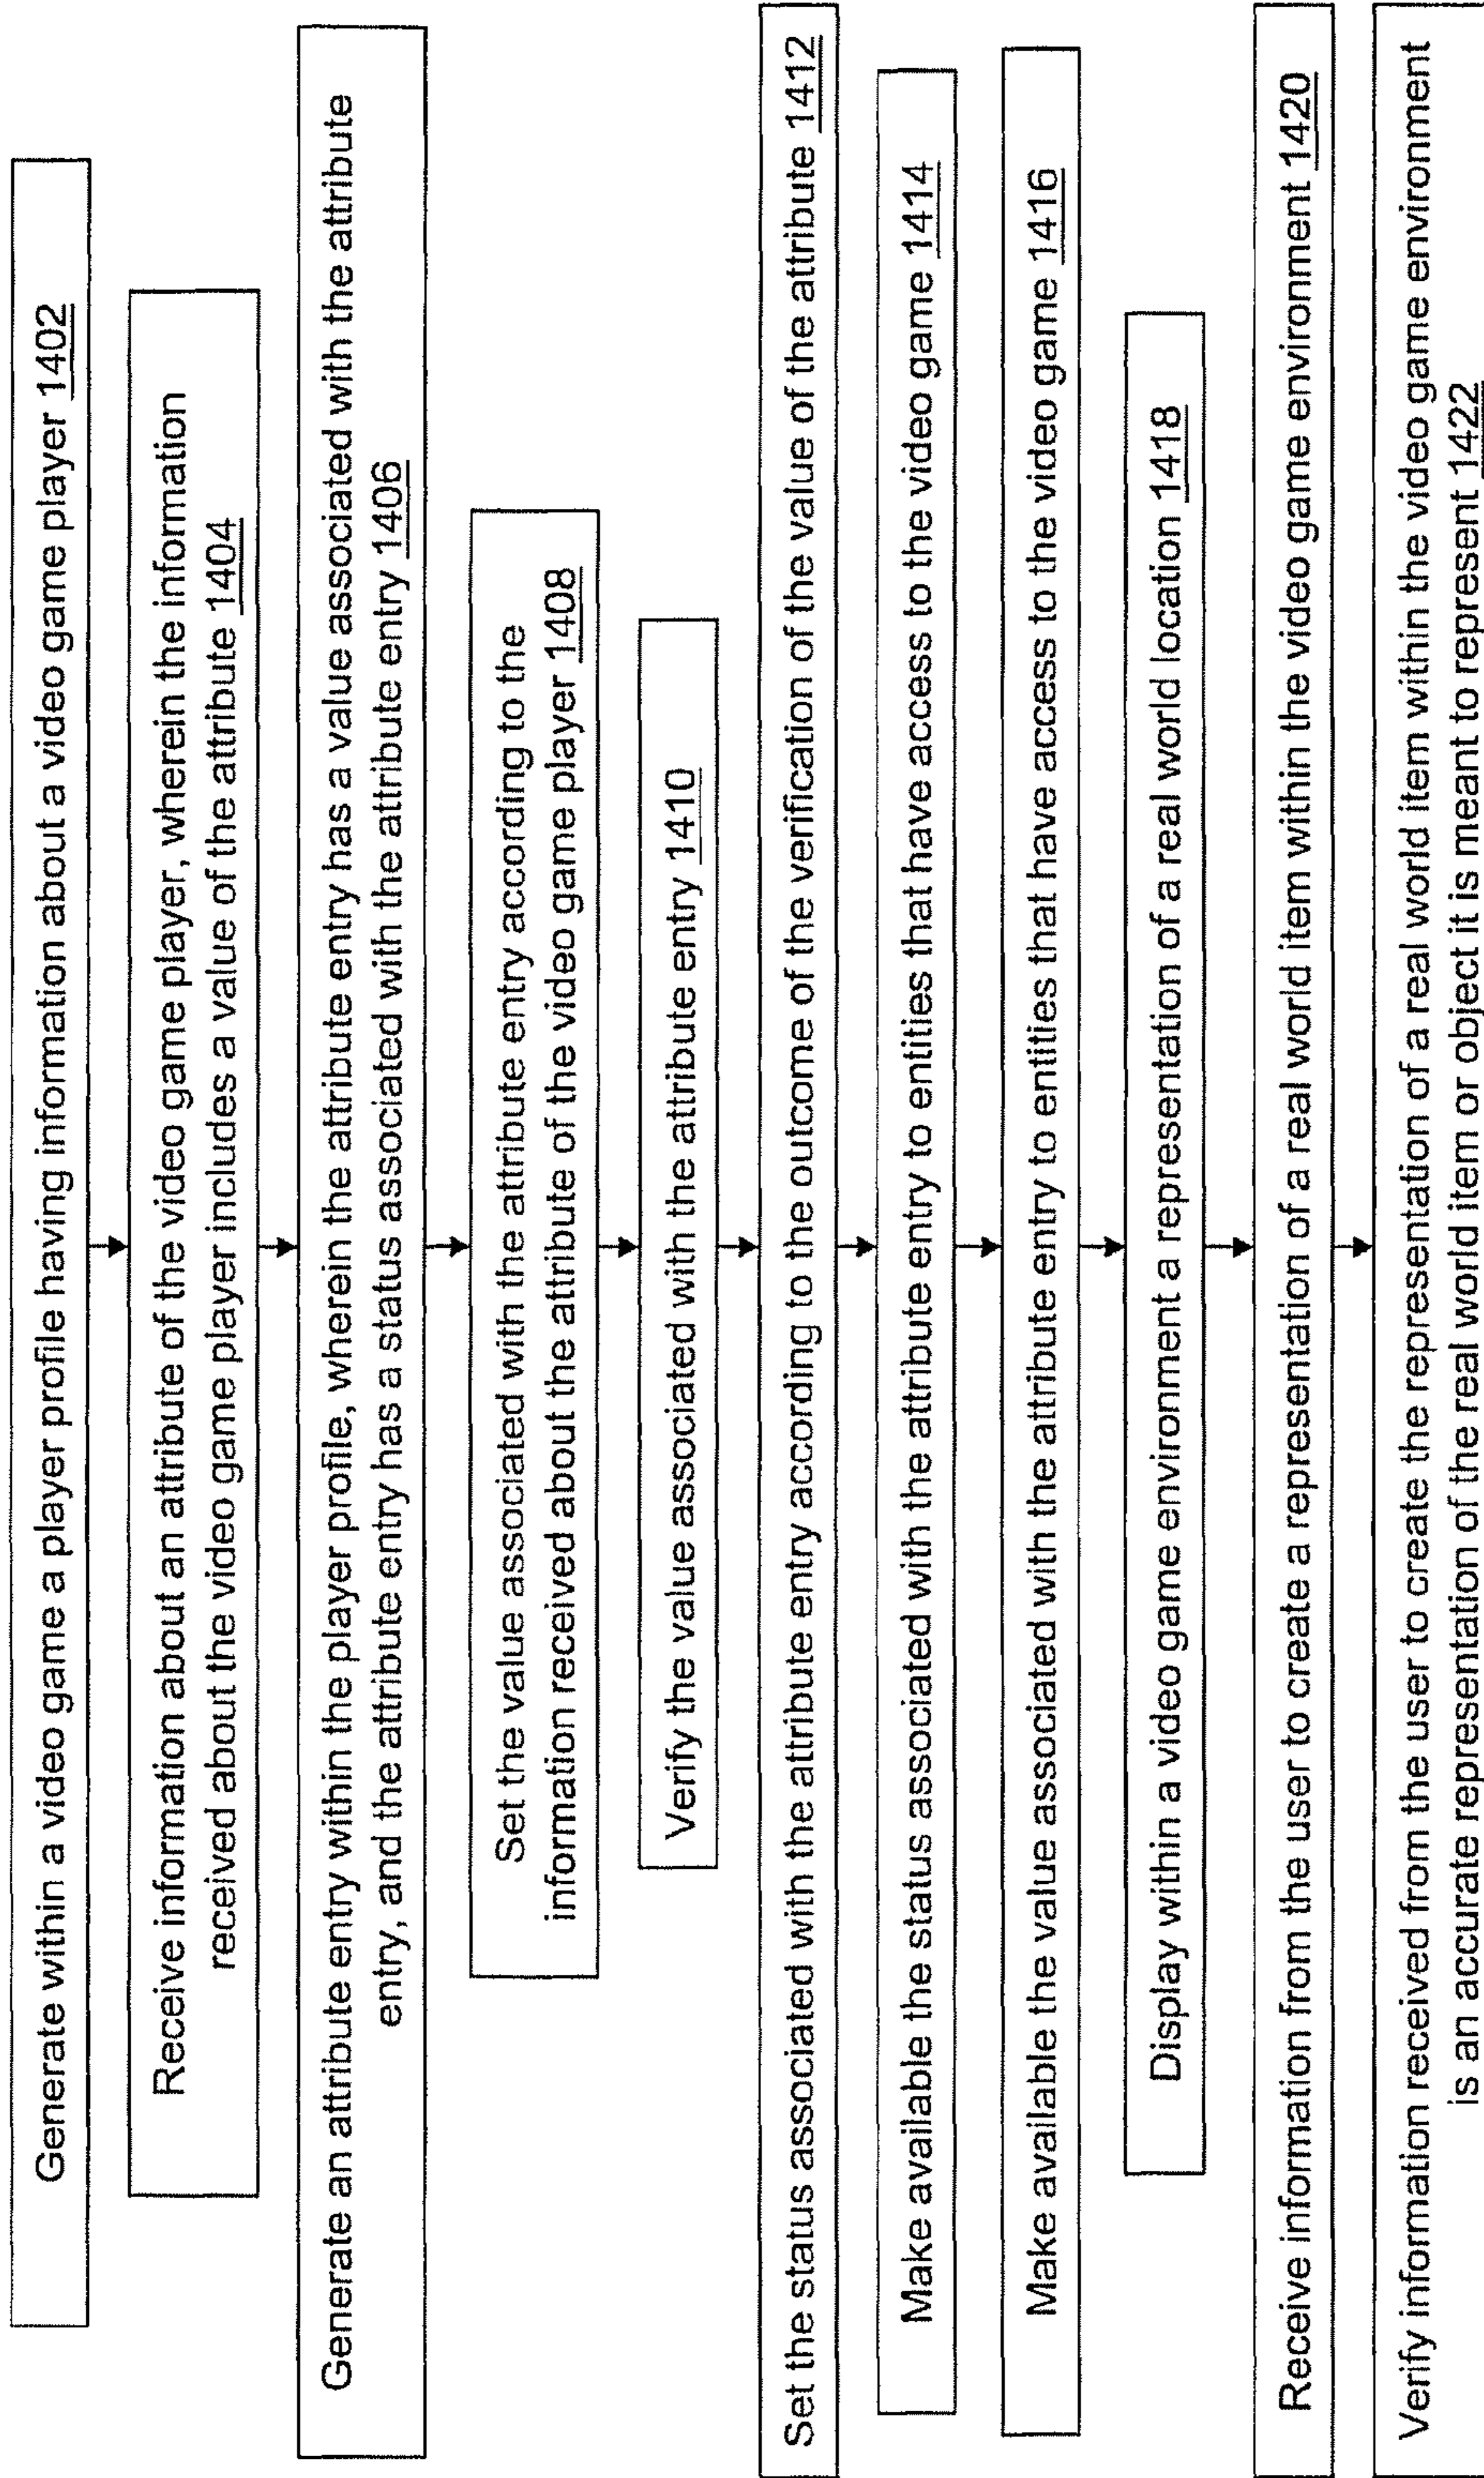 Generate within a video game a player profile having information about a video game player 1402
Receive information about an attribute of the video game player, wherein the information
received about the video game player includes a value of the attribute 1404
Generate an attribute entry within the player profile, wherein the attribute entry has a value associated with the attribute
entry, and the attribute entry has a status associated with the attribute entry 1406
Set the value associated with the attribute entry according to the
information received about the attribute of the video game player 1408
Verify the value associated with the attribute entry 1410
Set the status associated with the attribute entry according to the outcome of the verification of the value of the attribute 1412
Make available the status associated with the attribute entry to entities that have access to the video game 1414
Make available the value associated with the attribute entry to entities that have access to the video game 1416
Display within a video game environment a representation of a real world location 1418
Receive information from the user to create a representation of a real world item within the video game environment 1420
Verify information received from the user to create the representation of a real world item within the video game environment
is an accurate representation of the real world item or object it is meant to represent 1422